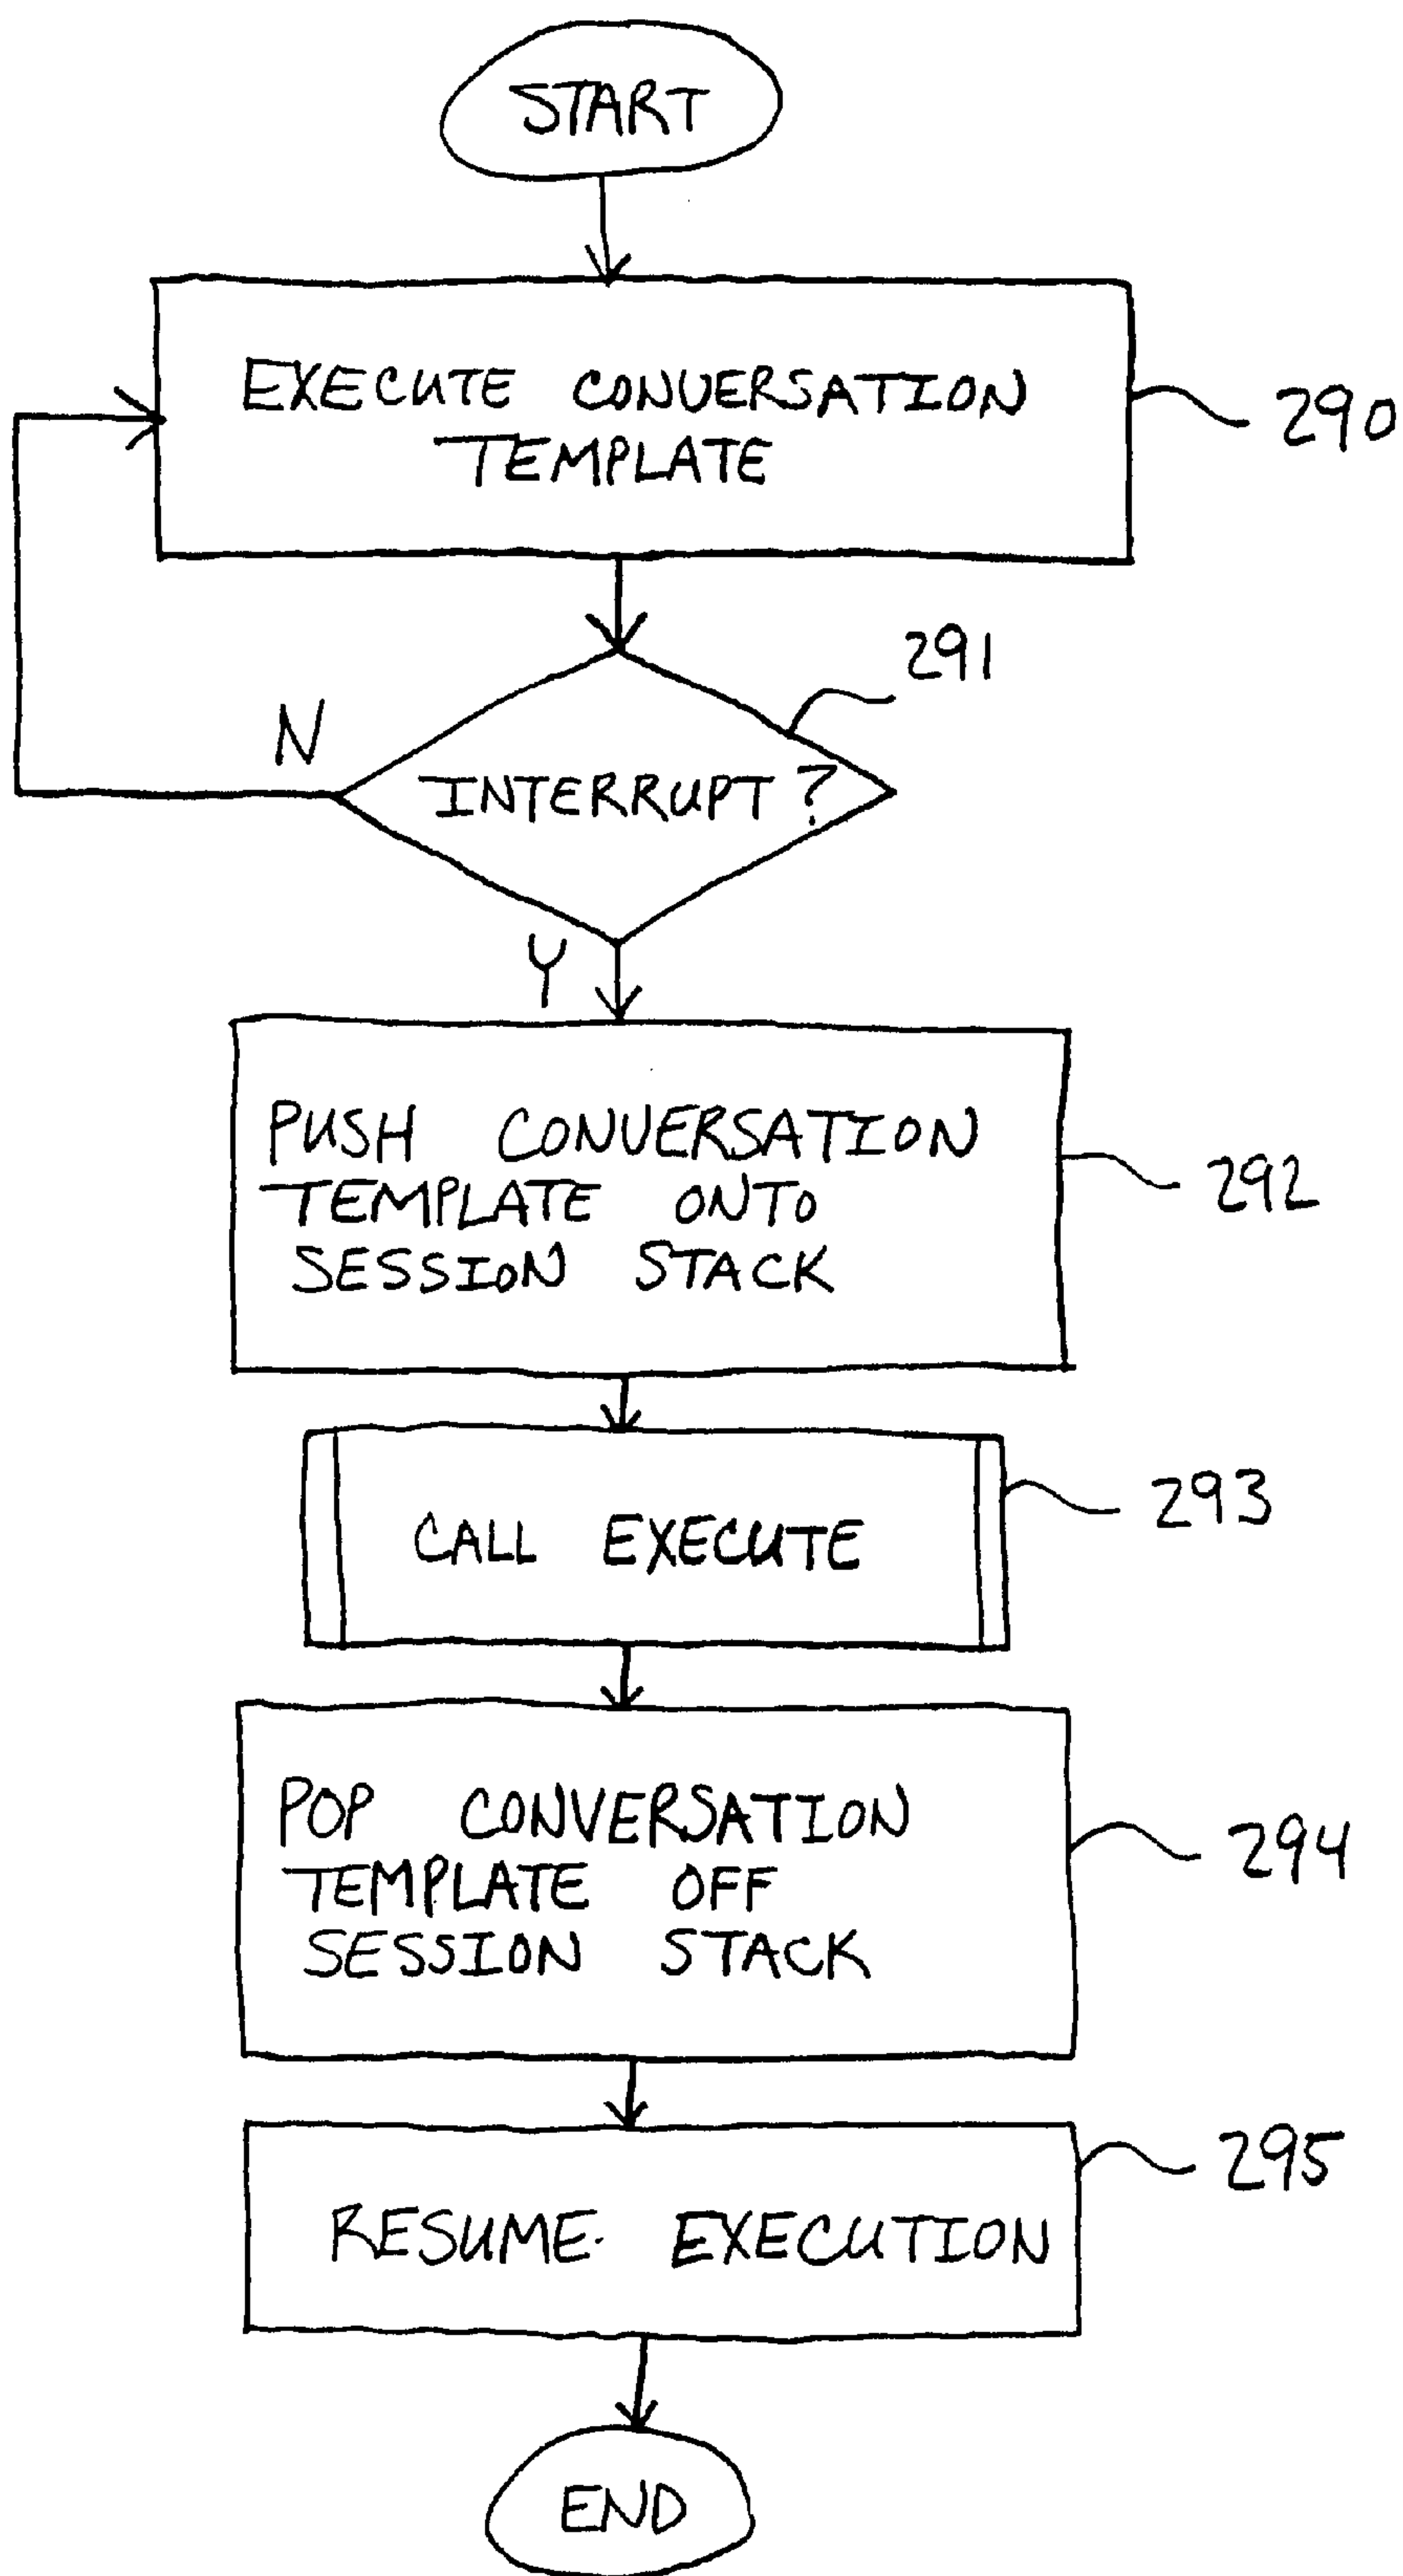 START
EXECUTE CONVERSATION
TEMPLATE
290
291
N
INTERRUPT ?
Y
PUSH CONVERSATION
TEMPLATE ONTO
SESSION STACK
292
CALL EXECUTE
293
POP CONVERSATION
TEMPLATE OFF
SESSION STACK
294
RESUME EXECUTION
295
END